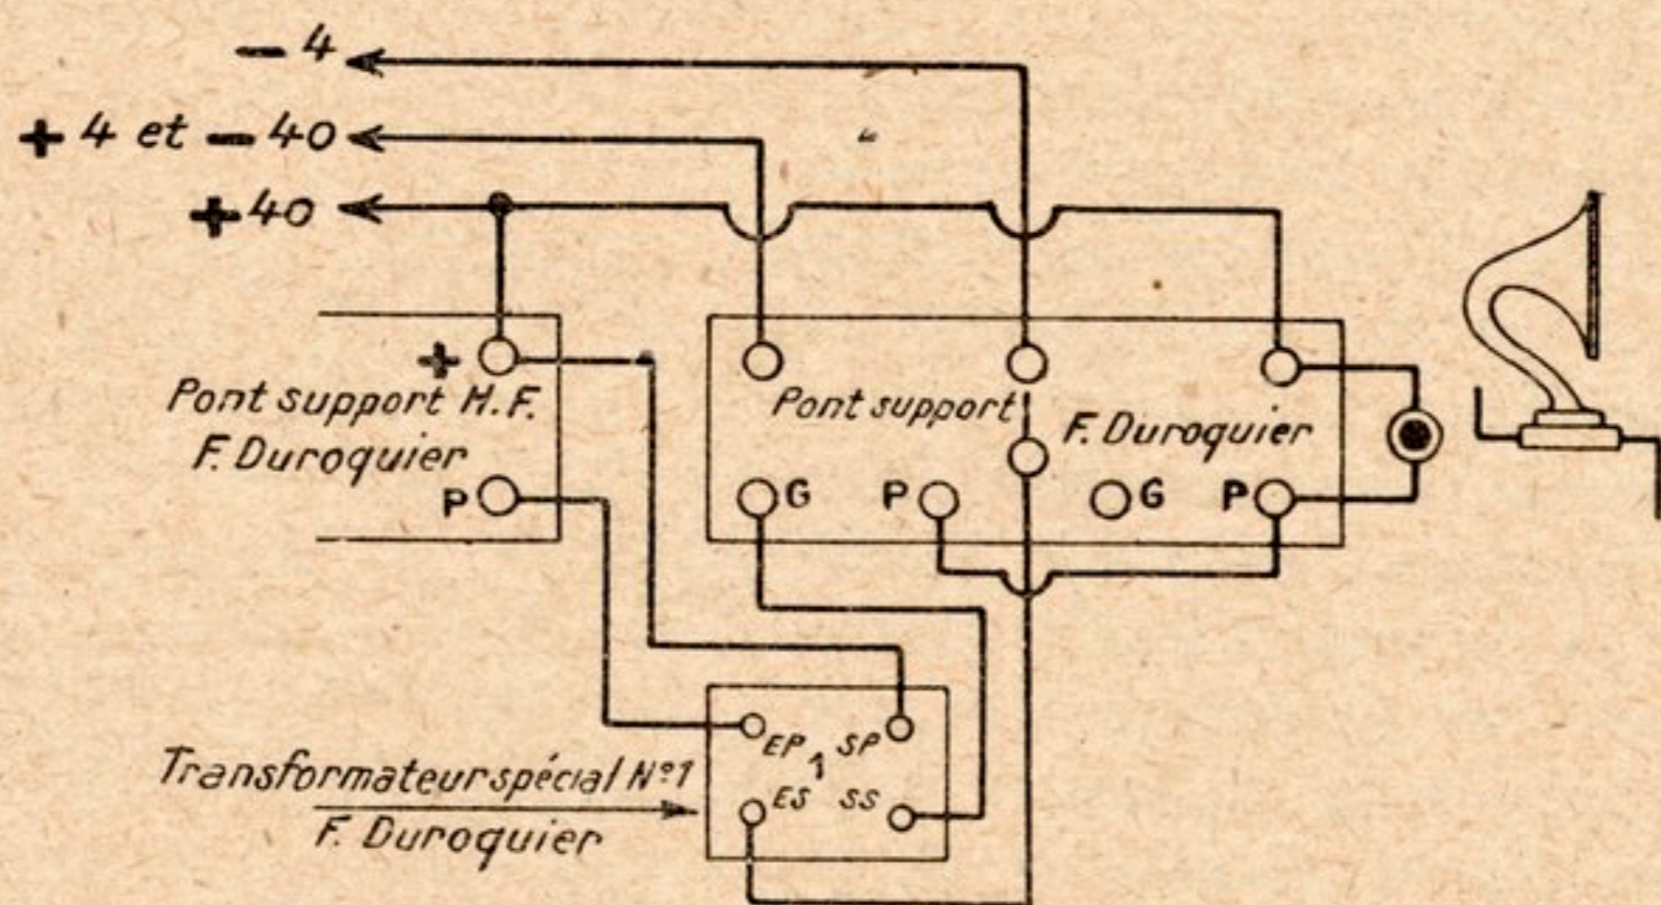 - 4
+ 4 et - 40
+ 40
+
Pont support H.F.
F. Duroquier
P
Pont support
F. Duroquier
G
P
G
P
EP
SP
1
ES
SS
Transformateur spécial Nº1
F. Duroquier